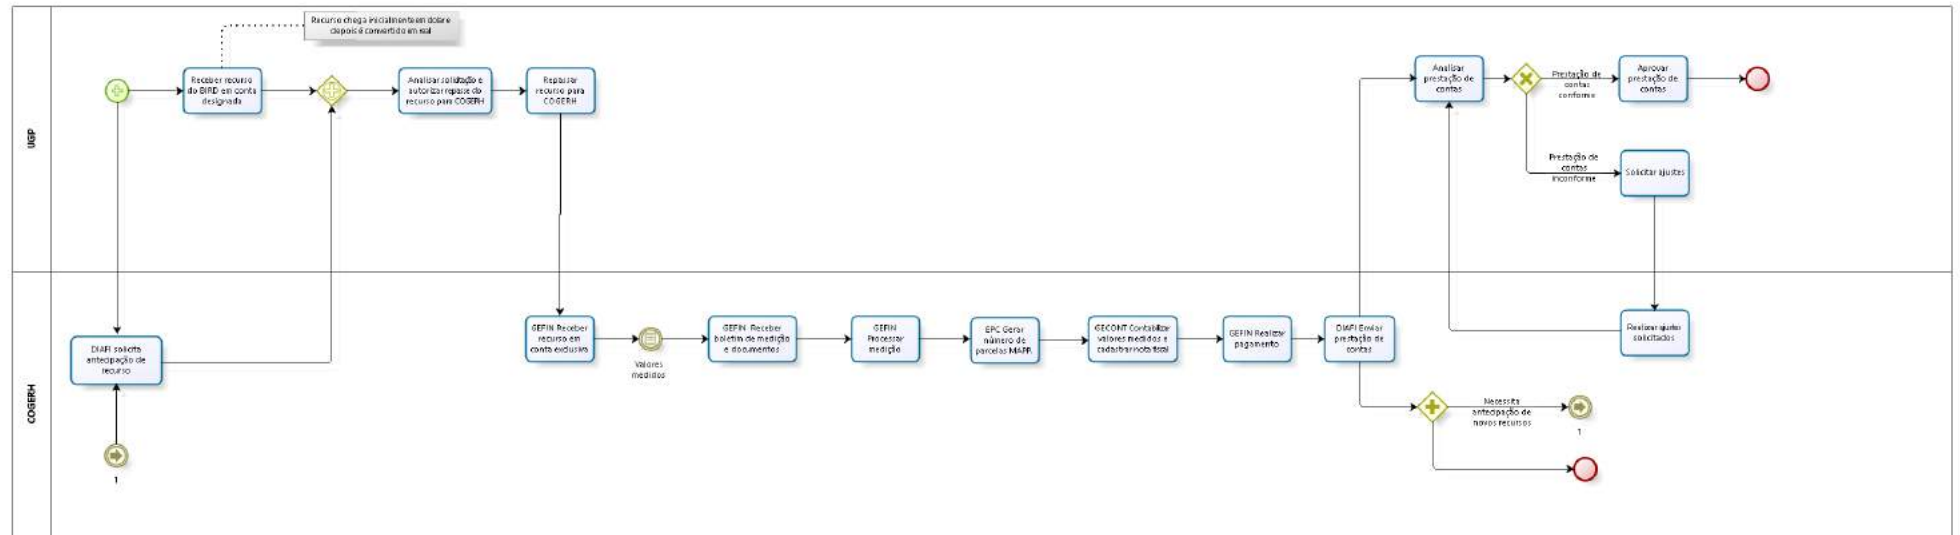 Recurso chega inicialmente em dolar e
depois é convertido em real
UGP
Receber recurso
do BIRD em conta
designada
Analisar solicitação e
autorizar repasse do
recurso para COGERH
Repassar
recurso para
COGERH
Analisar
prestação de
contas
Prestação de
contas
conforme
Aprovar
prestação de
contas
Prestação de
contas
inconforme
Solicitar ajustes
COGERH
DIAFI solicita
antecipação de
recurso
1
GEFIN Receber
recurso em
conta exclusiva
Valores
medidos
GEFIN Receber
boletim de medição
e documentos
GEFIN
Processar
medição
EPC Gerar
número de
parcelas MAPR
GECONT Contabilizar
valores medidos e
cadastrar nota fiscal
GEFIN Realizar
pagamento
DIAFI Enviar
prestação de
contas
Realizar ajustes
solicitados
Necessita
antecipação de
novos recursos
1